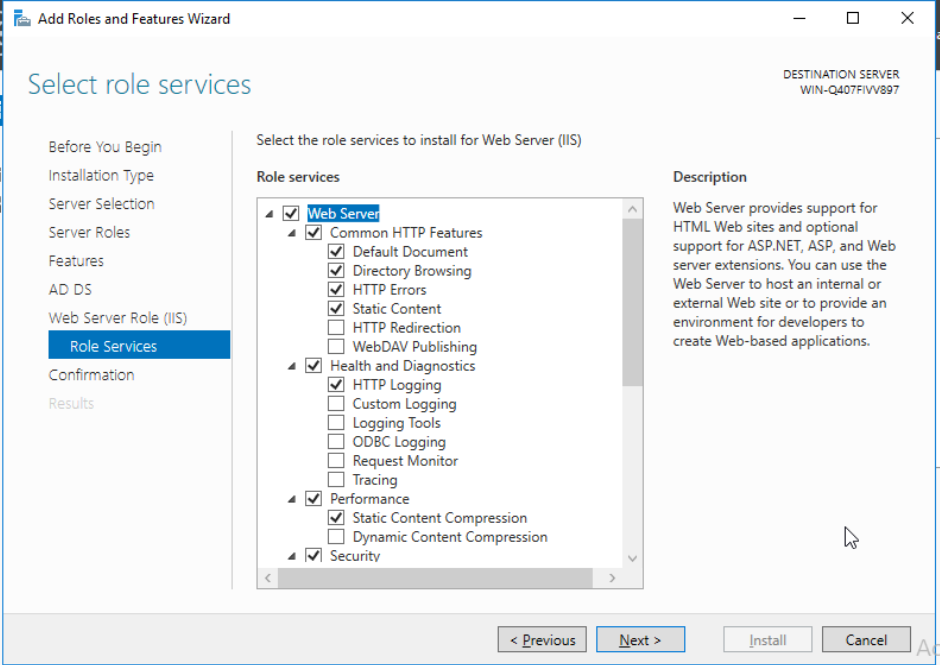 Add Roles and Features Wizard
Select role services
DESTINATION SERVER
WIN-Q407FIVV897
Before You Begin
Installation Type
Server Selection
Server Roles
Features
AD DS
Web Server Role (IIS)
Role Services
Confirmation
Results
Select the role services to install for Web Server (IIS)
Role services
Web Server
Common HTTP Features
Default Document
Directory Browsing
HTTP Errors
Static Content
HTTP Redirection
WebDAV Publishing
Health and Diagnostics
HTTP Logging
Custom Logging
Logging Tools
ODBC Logging
Request Monitor
Tracing
Performance
Static Content Compression
Dynamic Content Compression
Security
Description
Web Server provides support for
HTML Web sites and optional
support for ASP.NET, ASP, and Web
server extensions. You can use the
Web Server to host an internal or
external Web site or to provide an
environment for developers to
create Web-based applications.
< Previous
Next >
Install
Cancel